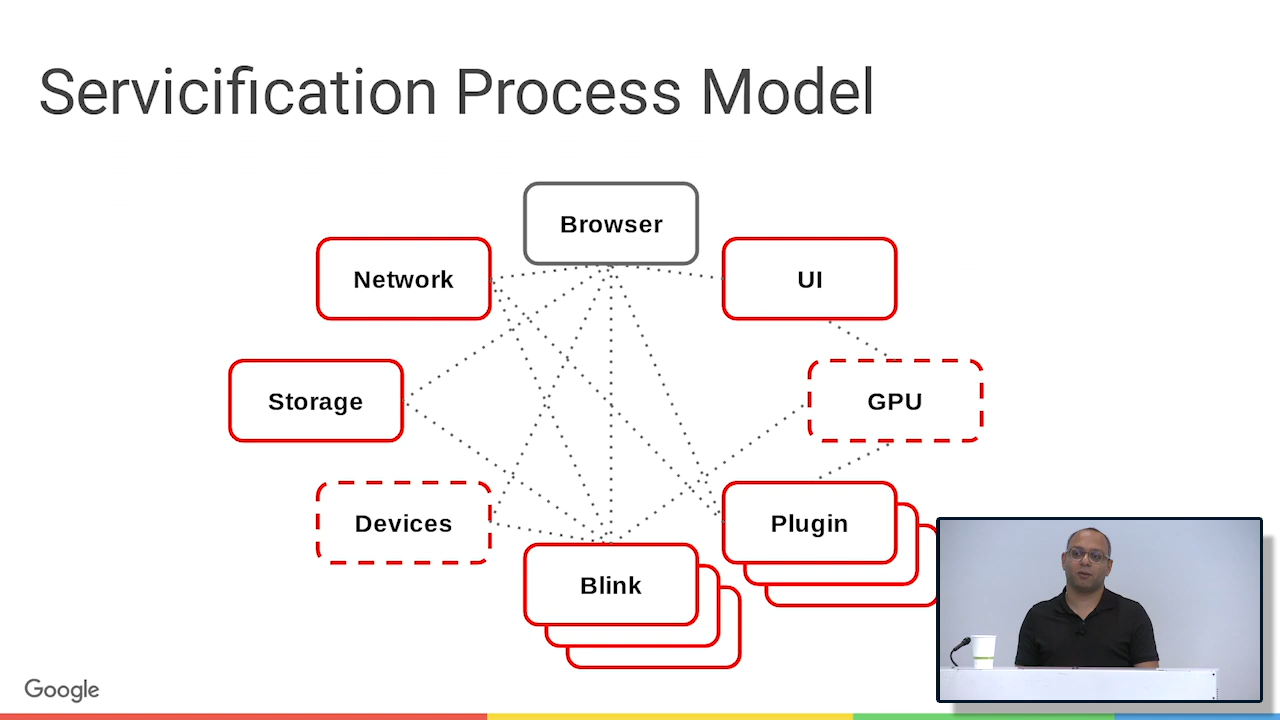 Servicification Process Model
Browser
Network
UI
Storage
GPU
Devices
Plugin
Blink
Google